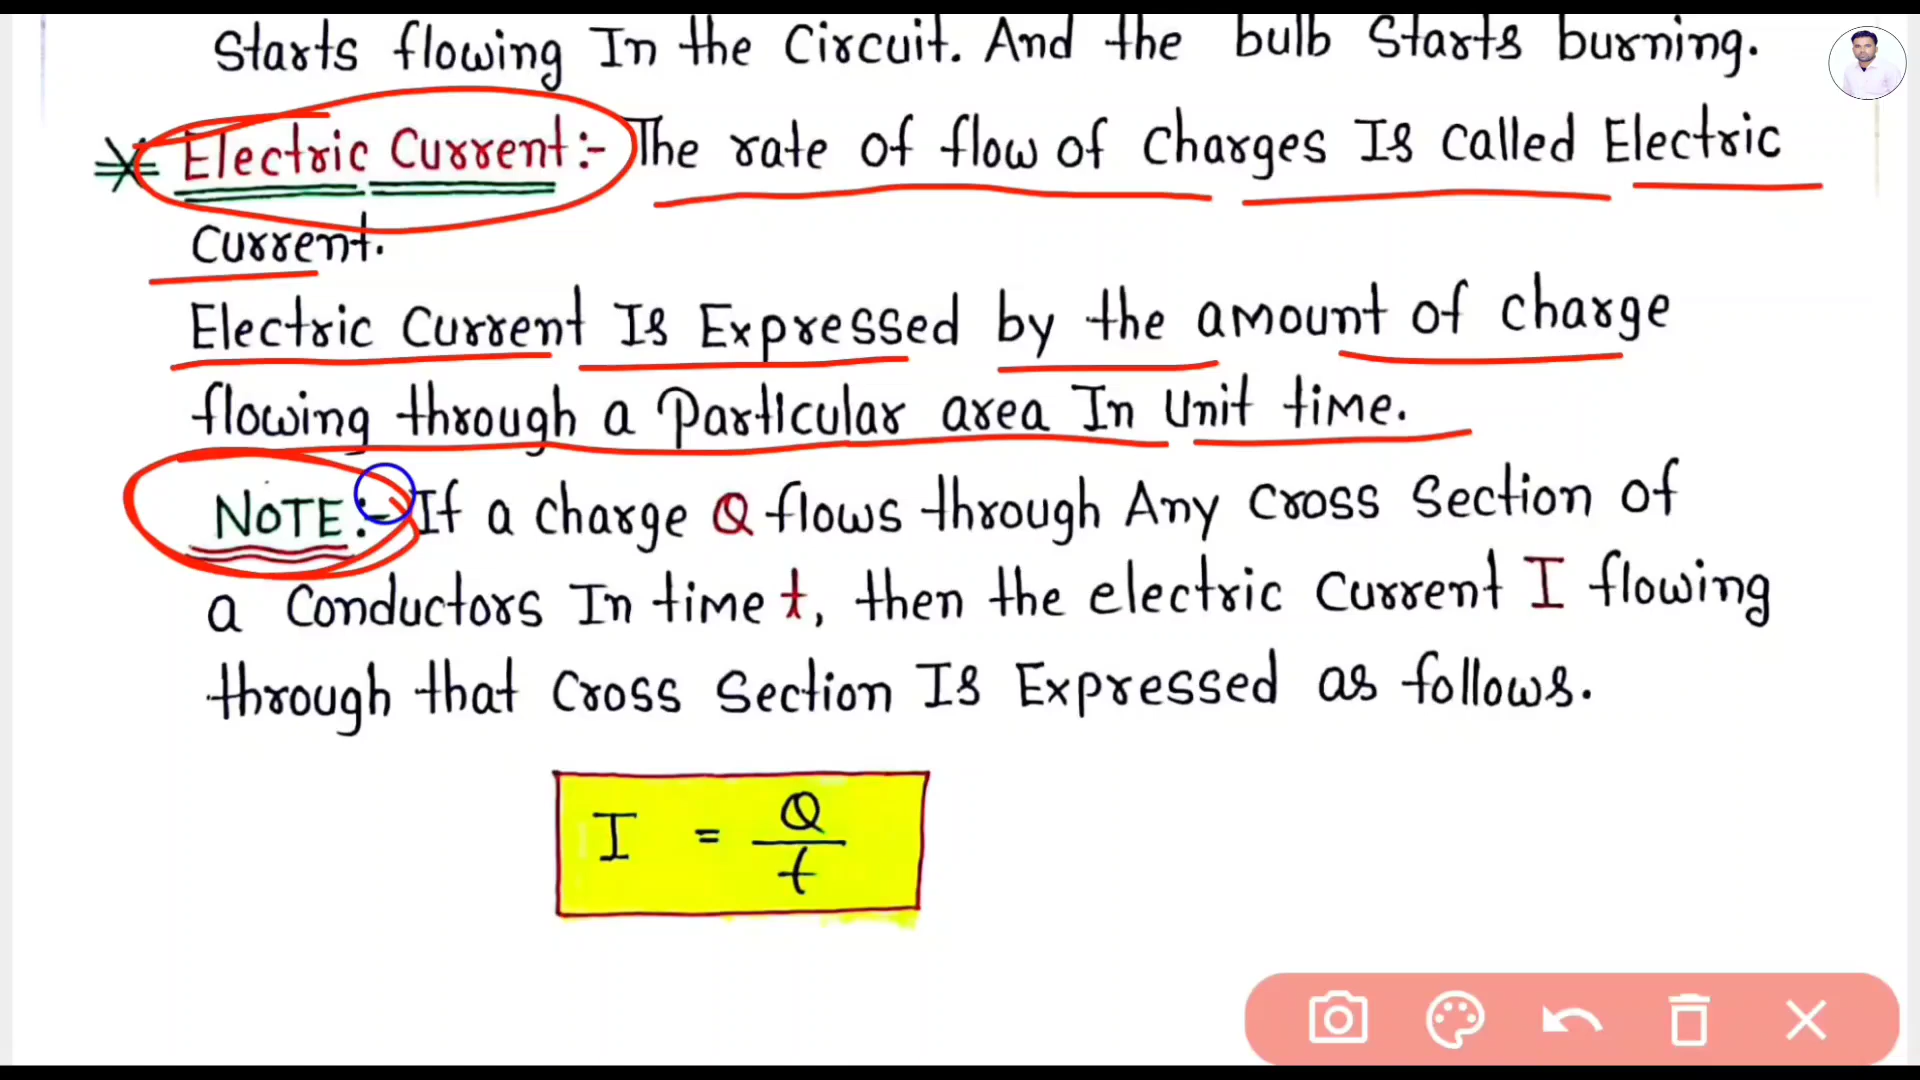 Starts flowing In the Circuit. And the bulb Starts burning.
Electric Current:- The rate of flow of Charges Is Called Electric
Current.
Electric Current Is Expressed by the amount of charge
flowing through a Particular area In Unit time.
NOTE:- If a charge Q flows through Any Cross Section of
a Conductors In time t, then the electric Current I flowing
through that Cross Section Is Expressed as follows.
I = Q/t